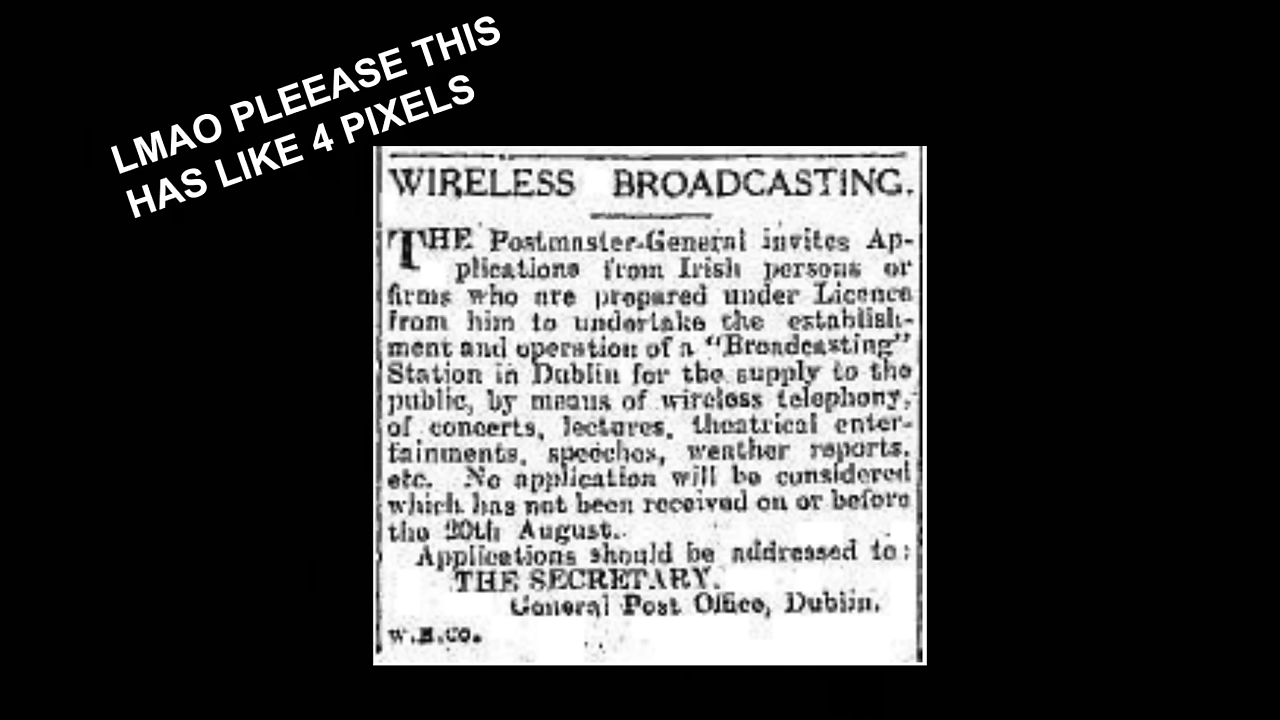 LMAO PLEEASE THIS
HAS LIKE 4 PIXELS
WIRELESS BROADCASTING.
THE Postmaster-General invites Ap-
plications from Irish persons or
firms who are prepared under Licence
from him to undertake the establish-
ment and operation of a "Broadcasting"
Station in Dublin for the supply to the
public, by means of wireless telephony,
of concerts, lectures, theatrical enter-
tainments, speeches, weather reports,
etc. No application will be considered
which has not been received on or before
the 20th August.
Applications should be addressed to:
THE SECRETARY.
General Post Office, Dublin.